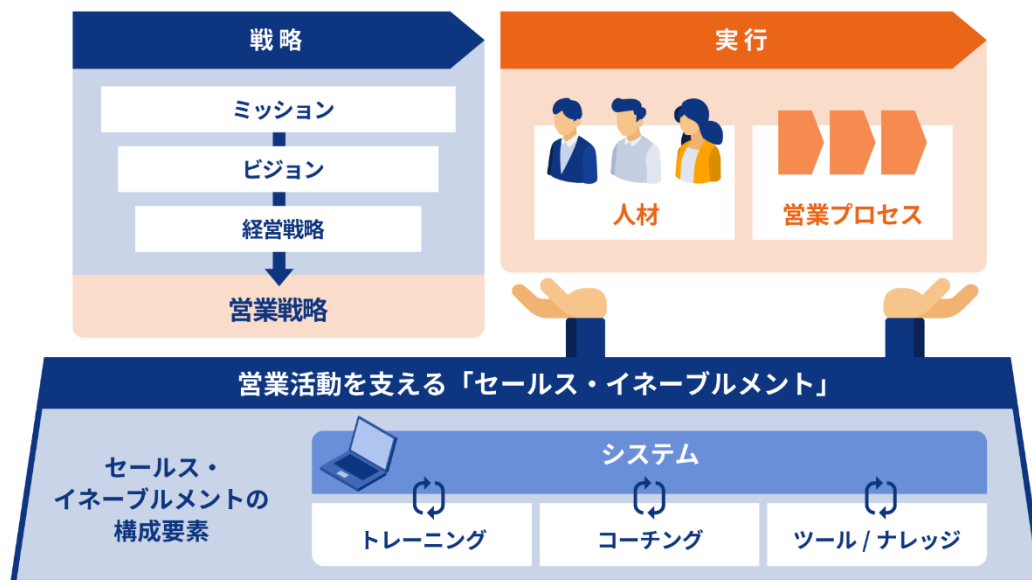 戦略
ミッション
ビジョン
経営戦略
営業戦略
実行
人材
営業プロセス
営業活動を支える「セールス・イネーブルメント」
セールス・
イネーブルメントの
構成要素
システム
トレーニング
コーチング
ツール / ナレッジ